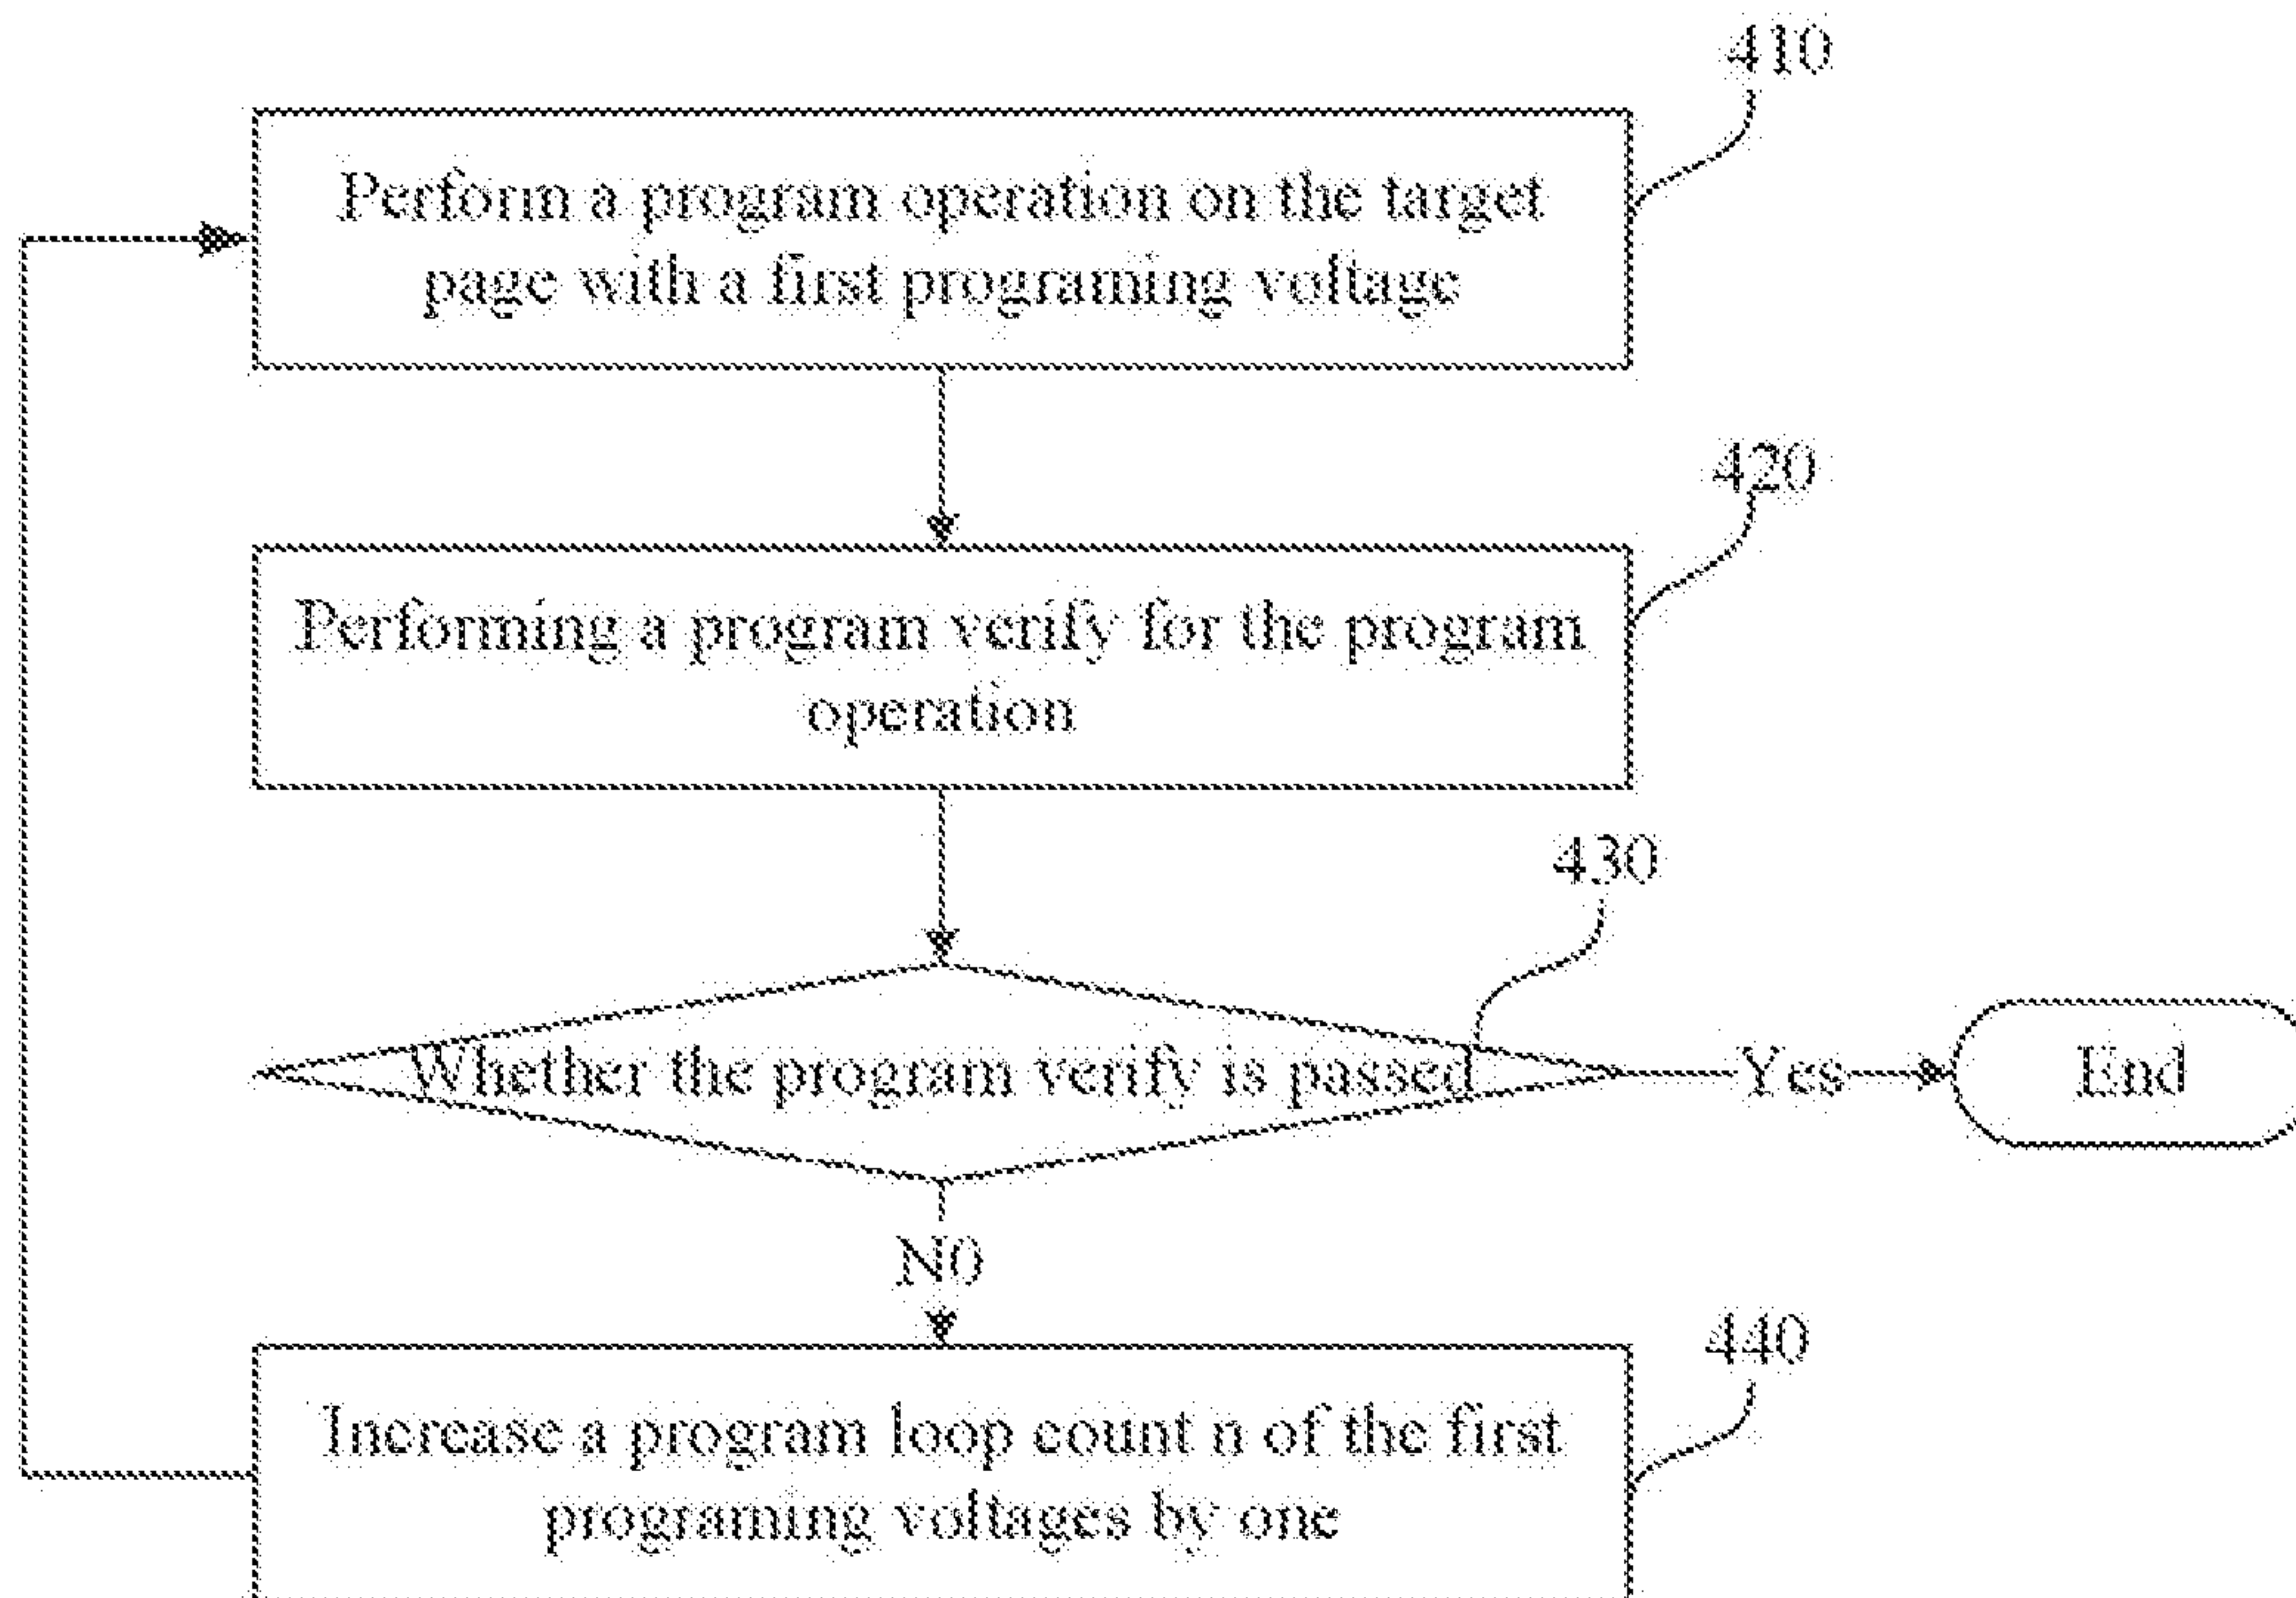 410
Perform a program operation on the target
page with a first programing voltage
420
Performing a program verify for the program
operation
430
Whether the program verify is passed
Yes
End
N0
440
Increase a program loop count n of the first
programing voltages by one